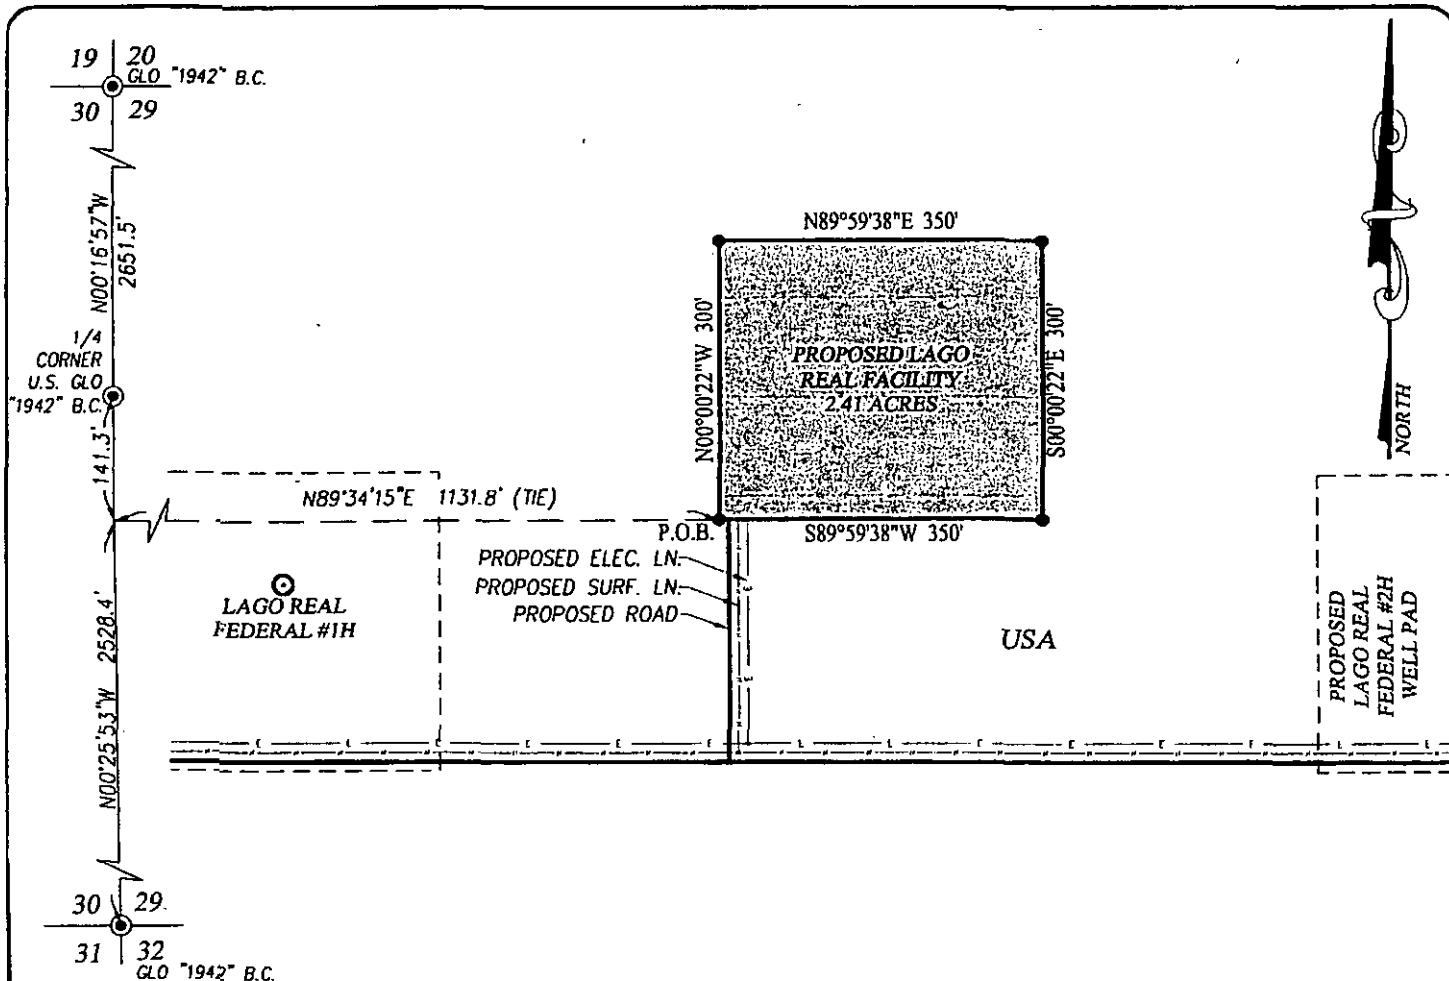 19 20
GLO "1942" B.C.
30 29
N00°16'57"W
2651.5'
1/4
CORNER
U.S. GLO
"1942" B.C.
141.3'
N89°34'15"E 1131.8' (TIE)
N00°25'53"W 2528.4'
LAGO REAL
FEDERAL #1H
30 29
31 32
GLO "1942" B.C.
N89°59'38"E 350'
N00°00'22"W 300'
PROPOSED LAGO
REAL FACILITY
2.41 ACRES
S00°00'22"E 300'
P.O.B.
S89°59'38"W 350'
PROPOSED ELEC. LN.
PROPOSED SURF. LN.
PROPOSED ROAD
USA
NORTH
PROPOSED
LAGO REAL
FEDERAL #2H
WELL PAD
E E E E E E E E E E E E E E
E
E